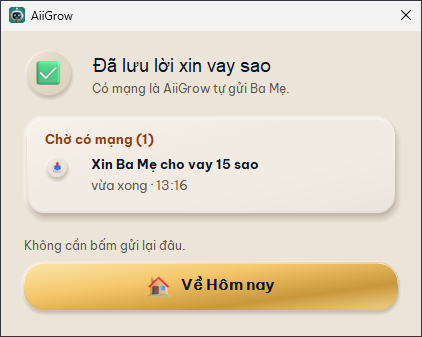 AiiGrow
Đã lưu lời xin vay sao
Có mạng là AiiGrow tự gửi Ba Mẹ.
Chờ có mạng (1)
Xin Ba Mẹ cho vay 15 sao
vừa xong · 13:16
Không cần bấm gửi lại đâu.
Về Hôm nay